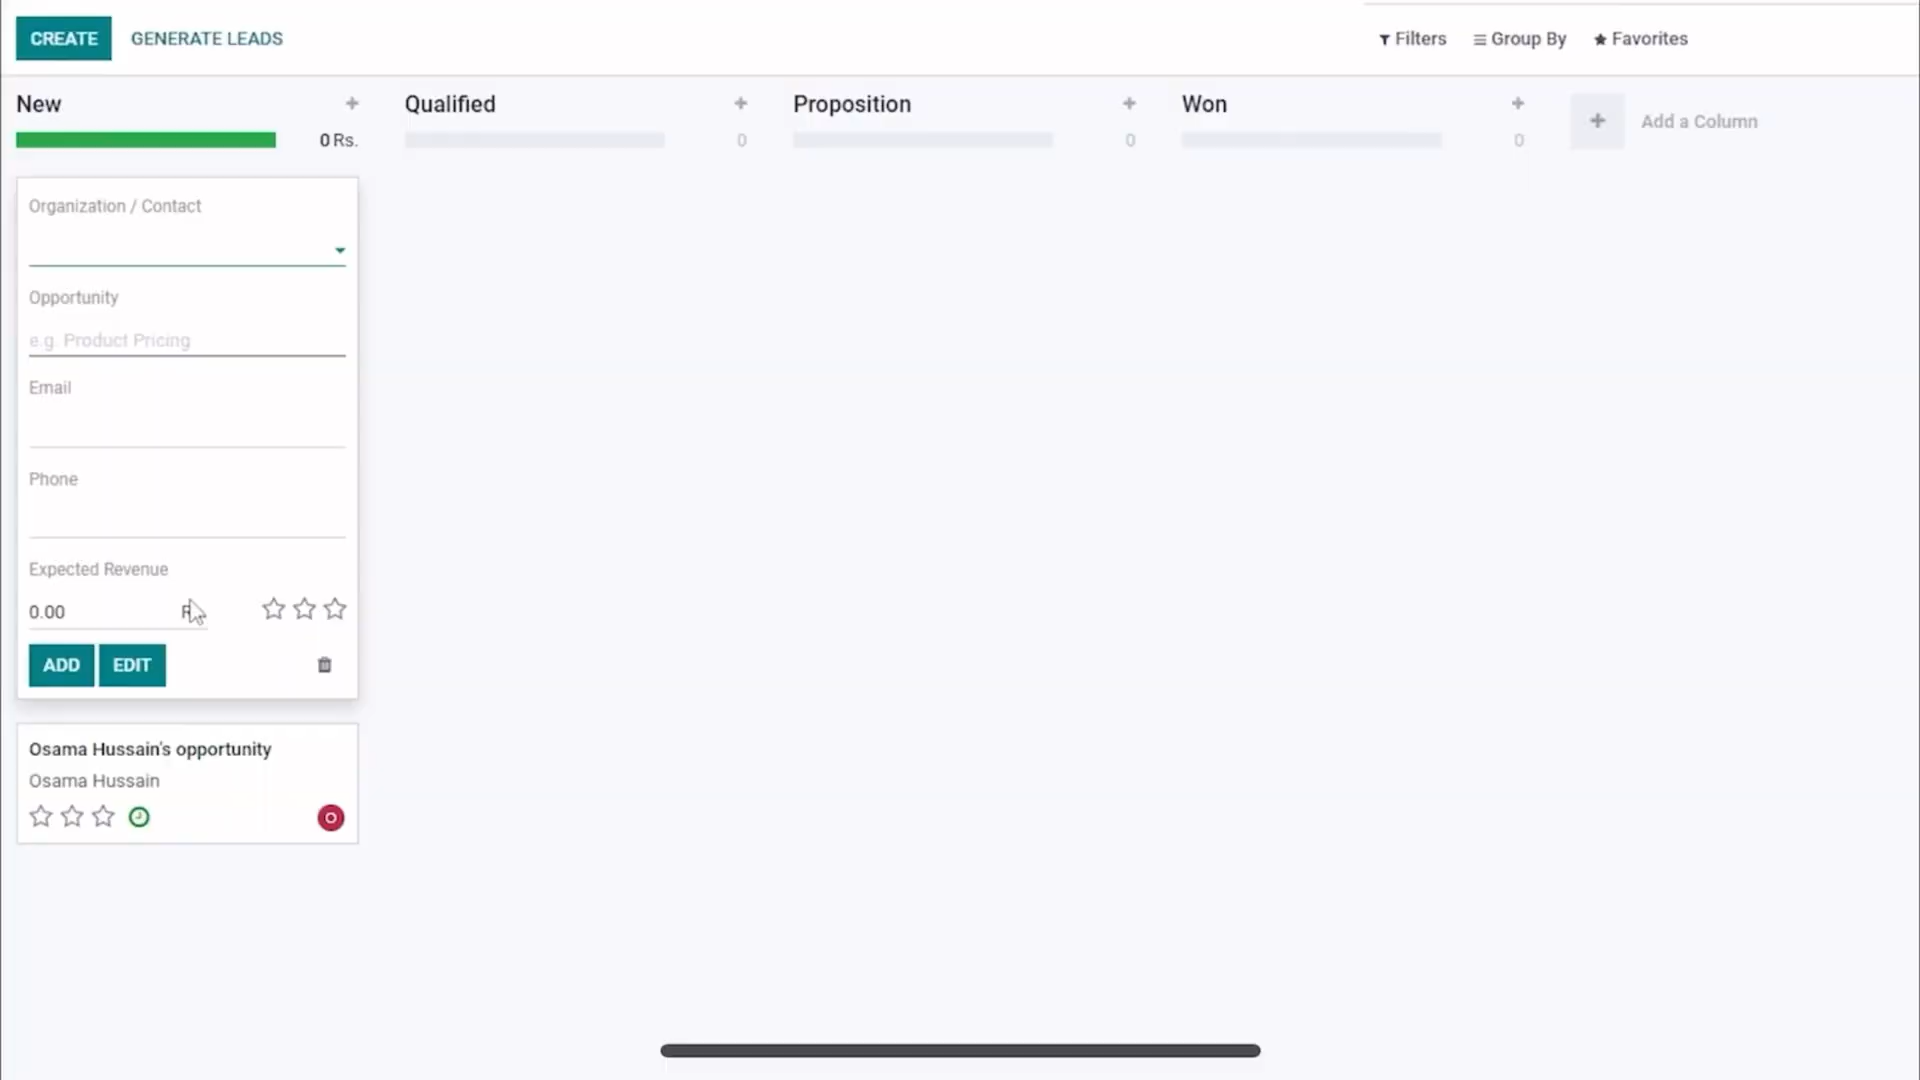 CREATE GENERATE LEADS Filters Group By Favorites
New + Qualified + Proposition + Won + + Add a Column
0 Rs. 0 0 0
Organization / Contact
Opportunity
e.g. Product Pricing
Email
Phone
Expected Revenue
0.00
ADD EDIT
Osama Hussain's opportunity
Osama Hussain
O